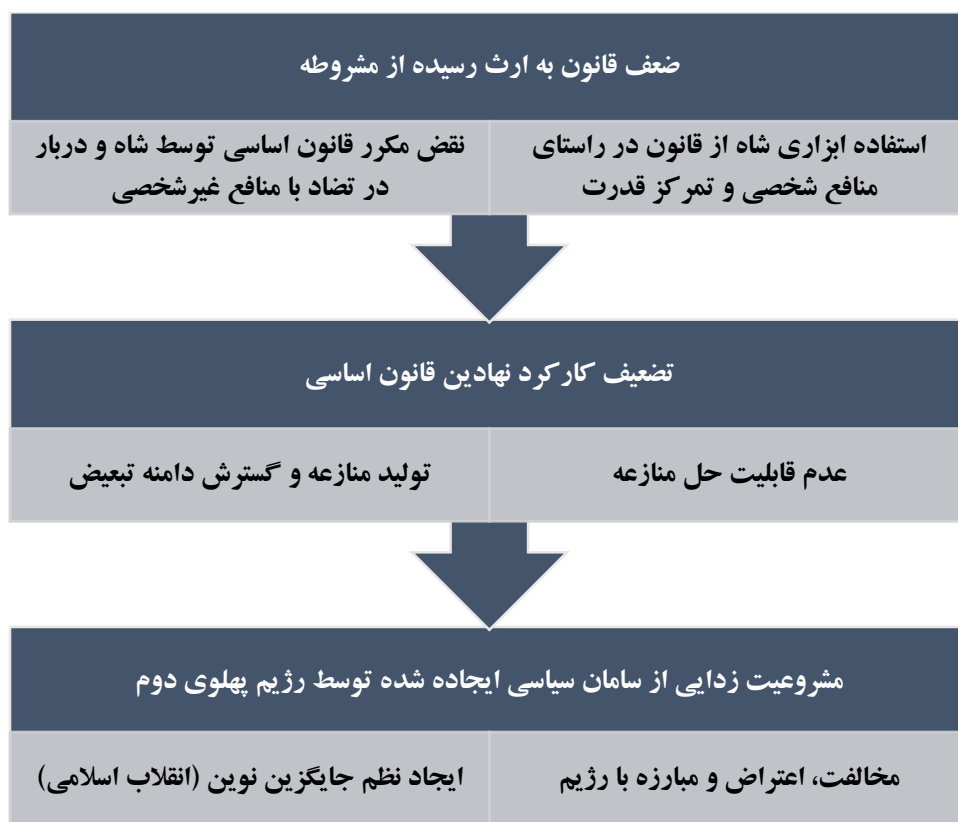 ضعف قانون به ارث رسیده از مشروطه
استفاده ابزاری شاه از قانون در راستای
منافع شخصی و تمرکز قدرت
نقض مکرر قانون اساسی توسط شاه و دربار
در تضاد با منافع غیرشخصی
تضعیف کارکرد نهادین قانون اساسی
عدم قابلیت حل منازعه
تولید منازعه و گسترش دامنه تبعیض
مشروعیت زدایی از سامان سیاسی ایجاده شده توسط رژیم پهلوی دوم
مخالفت، اعتراض و مبارزه با رژیم
ایجاد نظم جایگزین نوین (انقلاب اسلامی)